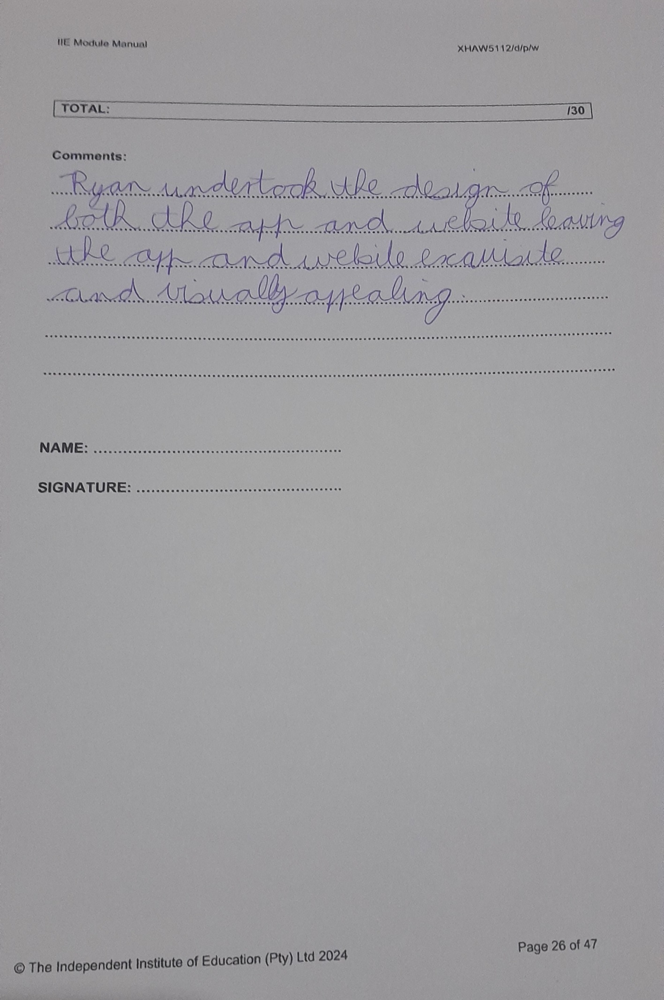 IIE Module Manual
XHAW5112/d/p/w
TOTAL: /30
Comments:
Ryan undertook the design of
both the app and website leaving
the app and website exquisite
and visually appealing.
NAME: ....................................................
SIGNATURE: ...........................................
Page 26 of 47
© The Independent Institute of Education (Pty) Ltd 2024